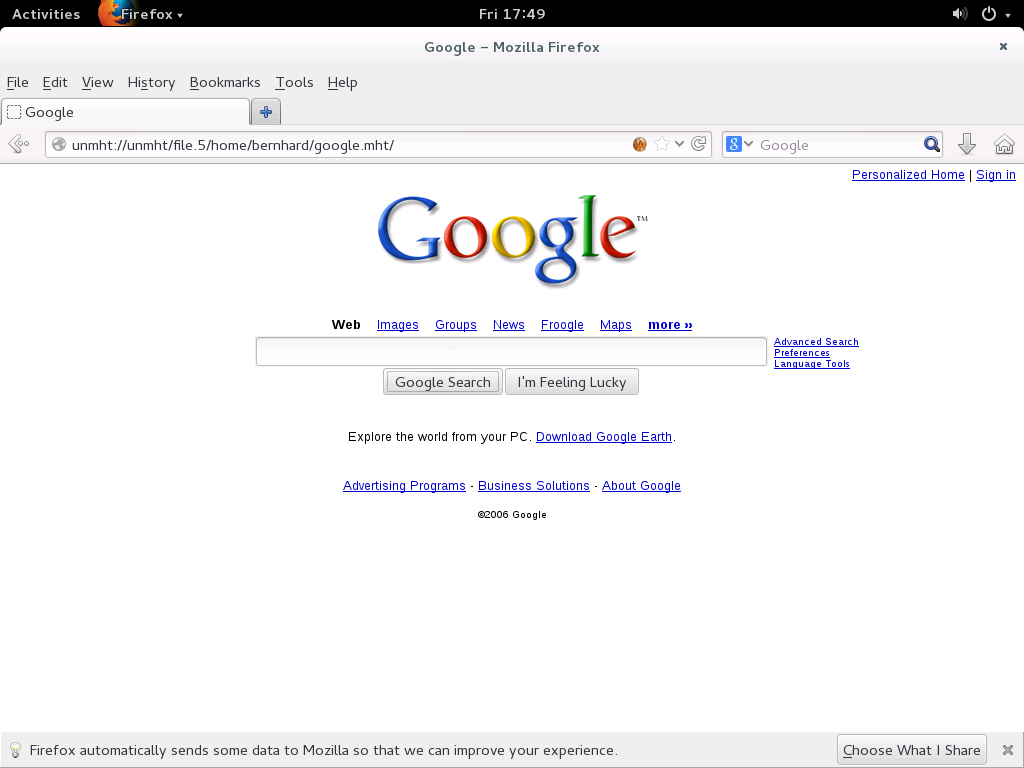 Activities Firefox Fri 17:49
Google – Mozilla Firefox
File Edit View History Bookmarks Tools Help
Google
unmht://unmht/file.5/home/bernhard/google.mht/ 8 Google
Personalized Home | Sign in
Google™
Web Images Groups News Froogle Maps more »
Advanced Search
Preferences
Language Tools
Google Search I'm Feeling Lucky
Explore the world from your PC. Download Google Earth.
Advertising Programs - Business Solutions - About Google
©2006 Google
Firefox automatically sends some data to Mozilla so that we can improve your experience. Choose What I Share